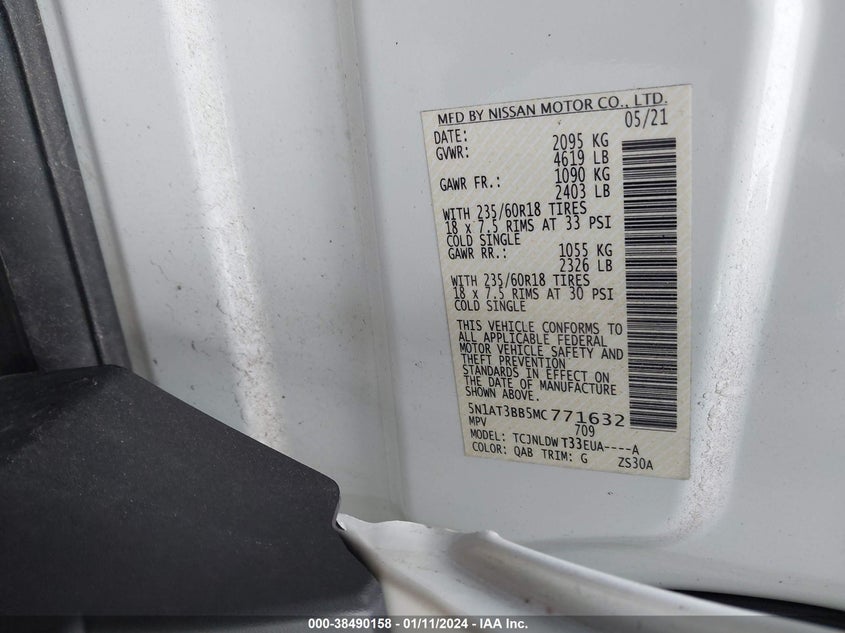 MFD BY NISSAN MOTOR CO., LTD.
DATE: 05/21
GVWR: 2095 KG
4619 LB
GAWR FR.: 1090 KG
2403 LB
WITH 235/60R18 TIRES
18 x 7.5 RIMS AT 33 PSI
COLD SINGLE
GAWR RR.: 1055 KG
2326 LB
WITH 235/60R18 TIRES
18 x 7.5 RIMS AT 30 PSI
COLD SINGLE
THIS VEHICLE CONFORMS TO
ALL APPLICABLE FEDERAL
MOTOR VEHICLE SAFETY AND
THEFT PREVENTION
STANDARDS IN EFFECT ON
THE DATE OF MANUFACTURE
SHOWN ABOVE.
5N1AT3BB5MC771632
MPV 709
MODEL: TCJNLDW T33EUA----A
COLOR: QAB TRIM: G ZS30A
000-38490158 - 01/11/2024 - IAA Inc.